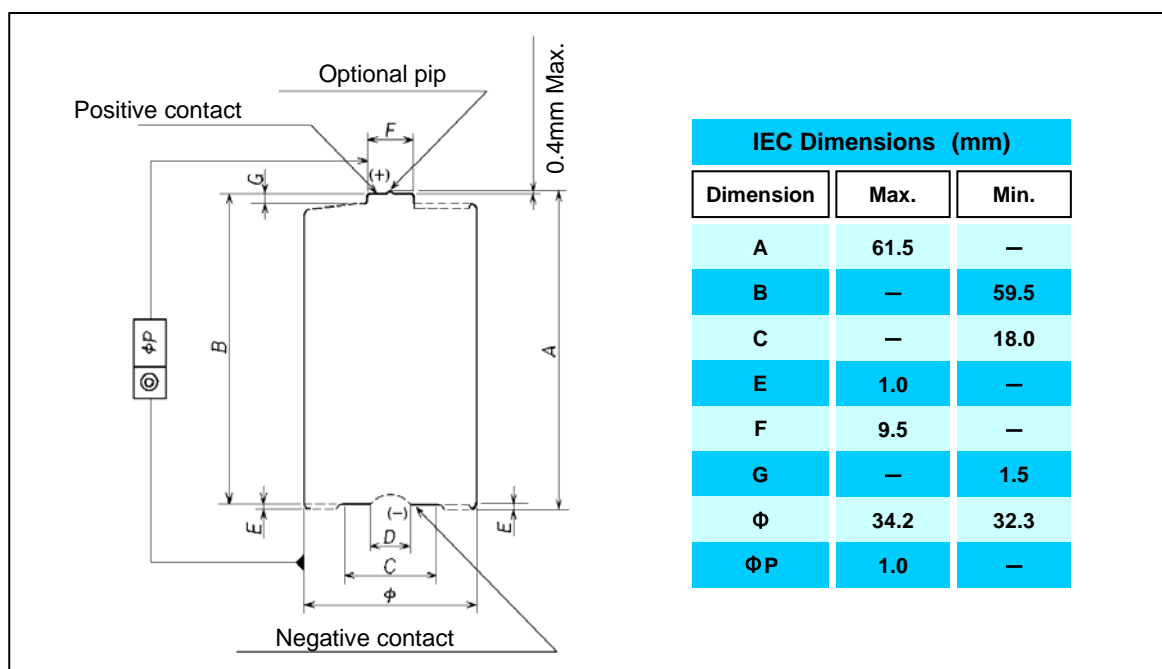 Optional pip
Positive contact
0.4mm Max.
F
G
(+)
φP
◎
B
A
E
(−)
E
D
C
φ
Negative contact
IEC Dimensions (mm)
Dimension Max. Min.
A 61.5 —
B — 59.5
C — 18.0
E 1.0 —
F 9.5 —
G — 1.5
Φ 34.2 32.3
ΦP 1.0 —